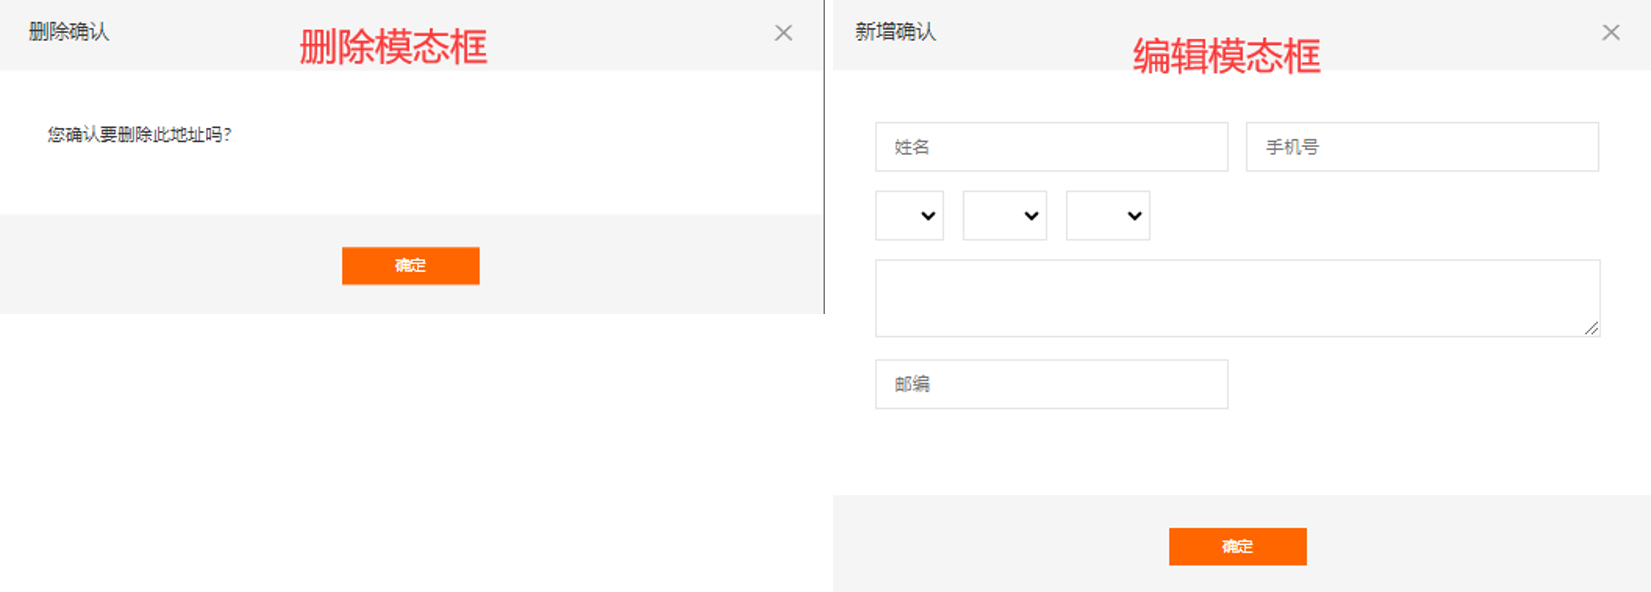 删除确认
删除模态框
您确认要删除此地址吗?
确定
新增确认
编辑模态框
姓名
手机号
邮编
确定